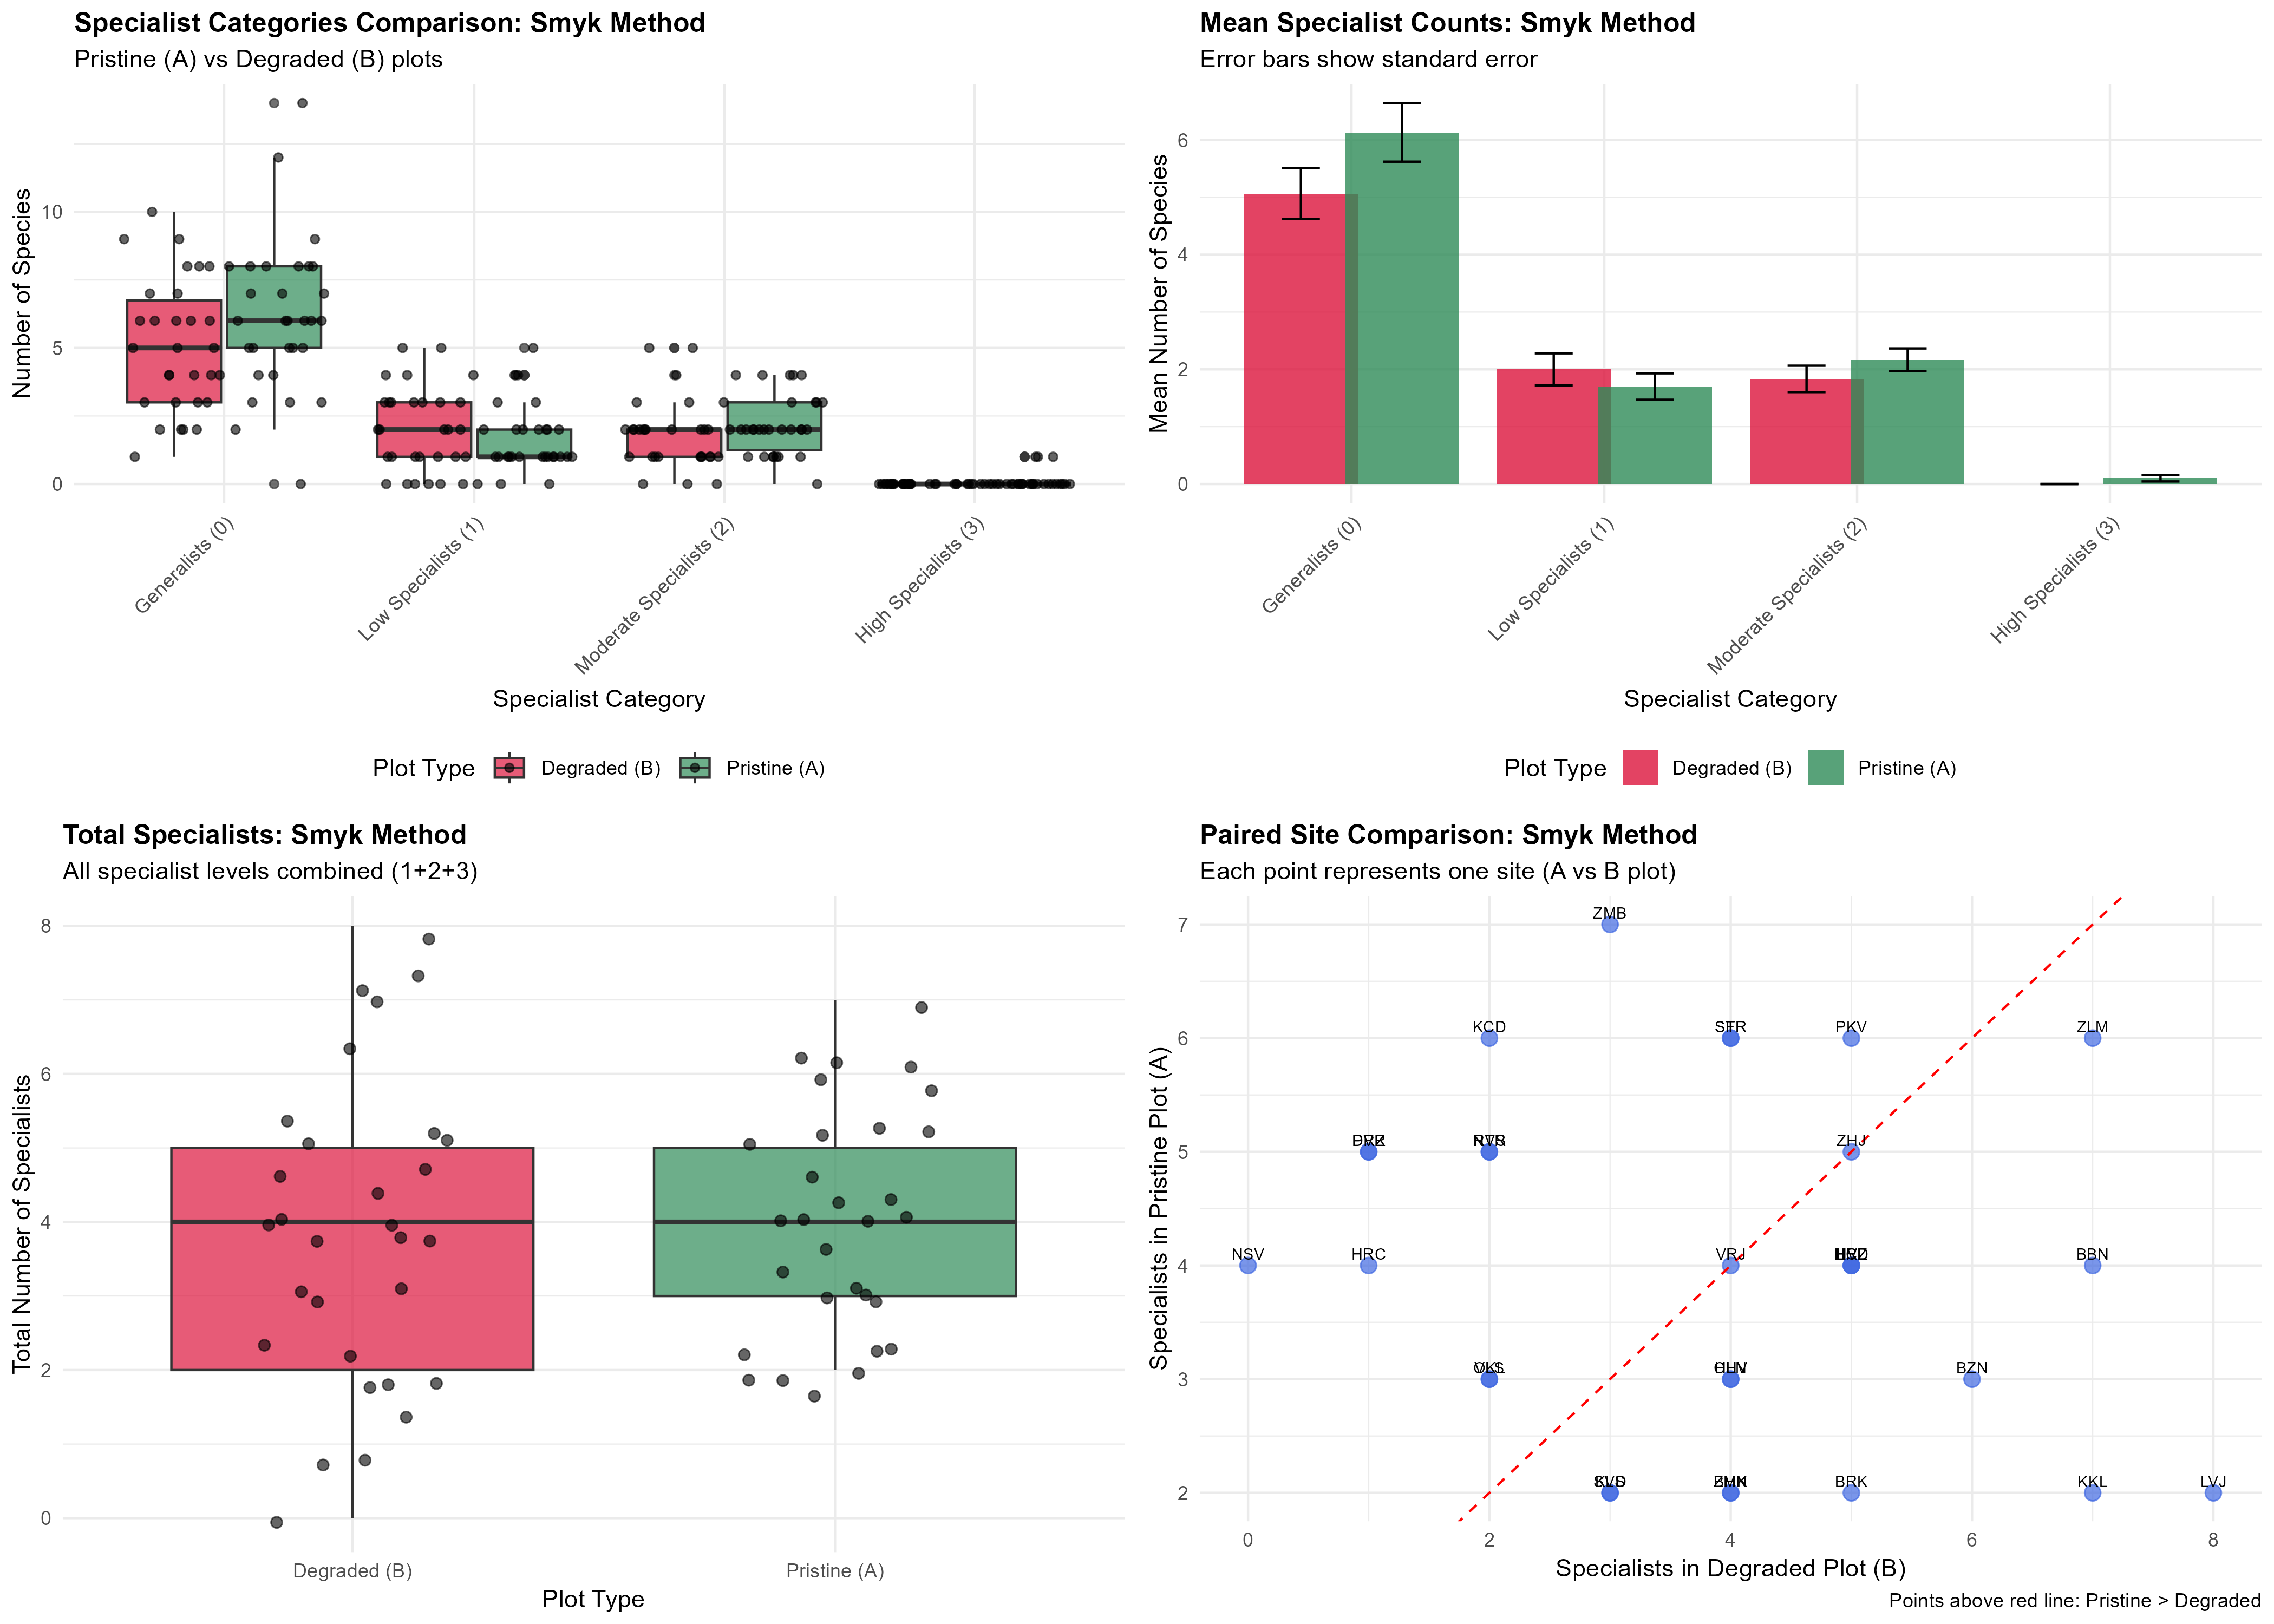 Specialist Categories Comparison: Smyk Method
Pristine (A) vs Degraded (B) plots
Number of Species
10
5
0
Generalists (0)
Low Specialists (1)
Moderate Specialists (2)
High Specialists (3)
Specialist Category
Plot Type
Degraded (B)
Pristine (A)
Mean Specialist Counts: Smyk Method
Error bars show standard error
Mean Number of Species
6
4
2
0
Generalists (0)
Low Specialists (1)
Moderate Specialists (2)
High Specialists (3)
Specialist Category
Plot Type
Degraded (B)
Pristine (A)
Total Specialists: Smyk Method
All specialist levels combined (1+2+3)
Total Number of Specialists
8
6
4
2
0
Degraded (B)
Pristine (A)
Plot Type
Paired Site Comparison: Smyk Method
Each point represents one site (A vs B plot)
Specialists in Pristine Plot (A)
7
6
5
4
3
2
ZMB
KCD
PKV
ZLM
ZHJ
NSV
HRC
VRJ
BBN
BZN
BRK
KKL
LVJ
0
2
4
6
8
Specialists in Degraded Plot (B)
Points above red line: Pristine > Degraded